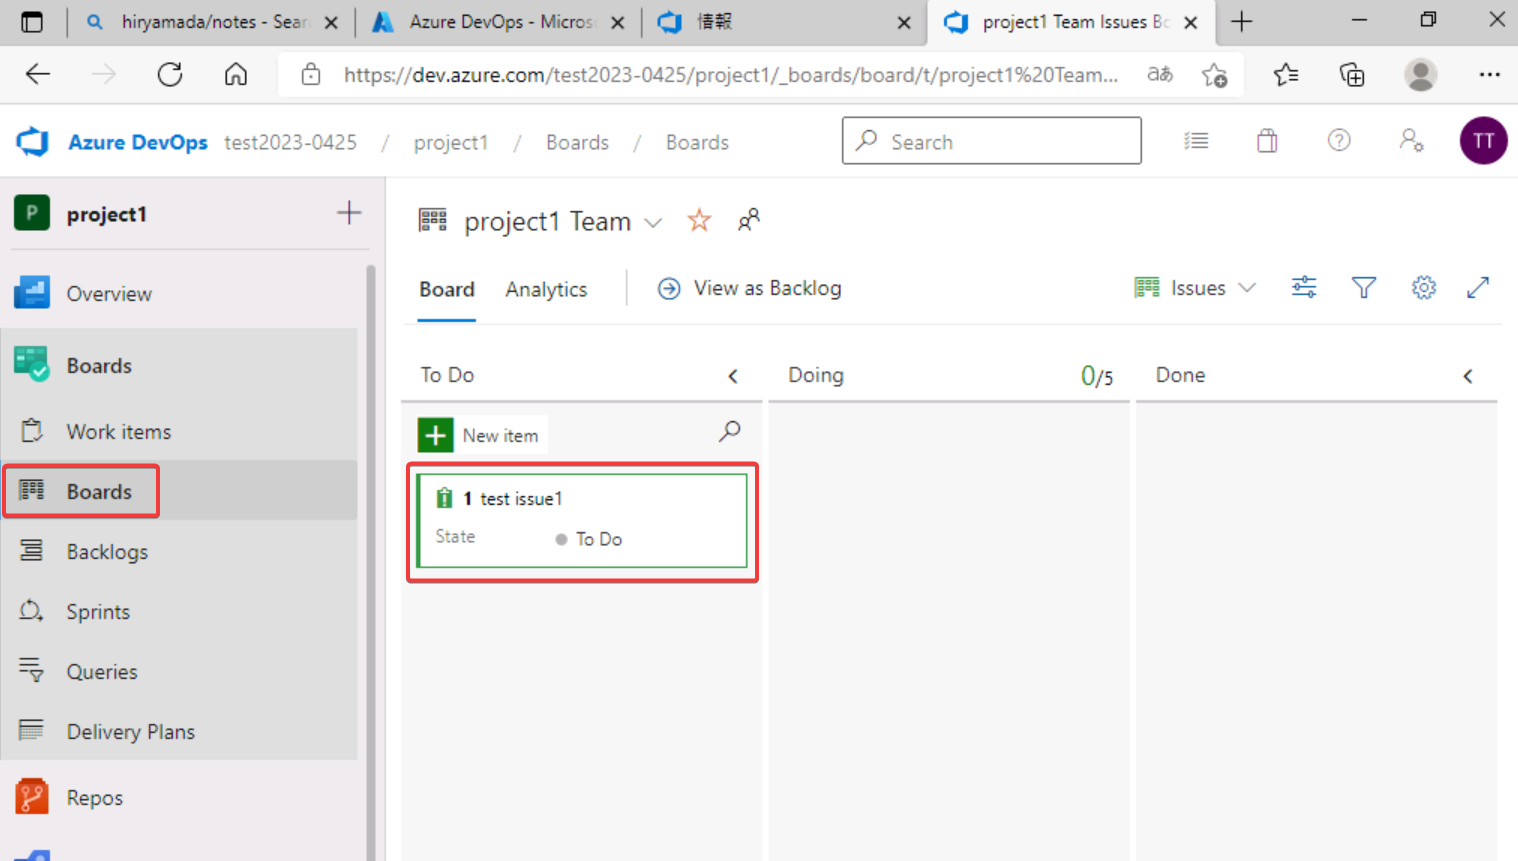 hiryamada/notes - Sear
Azure DevOps - Micros
情報
project1 Team Issues Bo
https://dev.azure.com/test2023-0425/project1/_boards/board/t/project1%20Team...
aあ
Azure DevOps test2023-0425 / project1 / Boards / Boards
Search
TT
P project1
project1 Team
Overview
Board Analytics View as Backlog Issues
Boards
To Do
Doing 0/5
Done
Work items
New item
Boards
1 test issue1
State To Do
Backlogs
Sprints
Queries
Delivery Plans
Repos